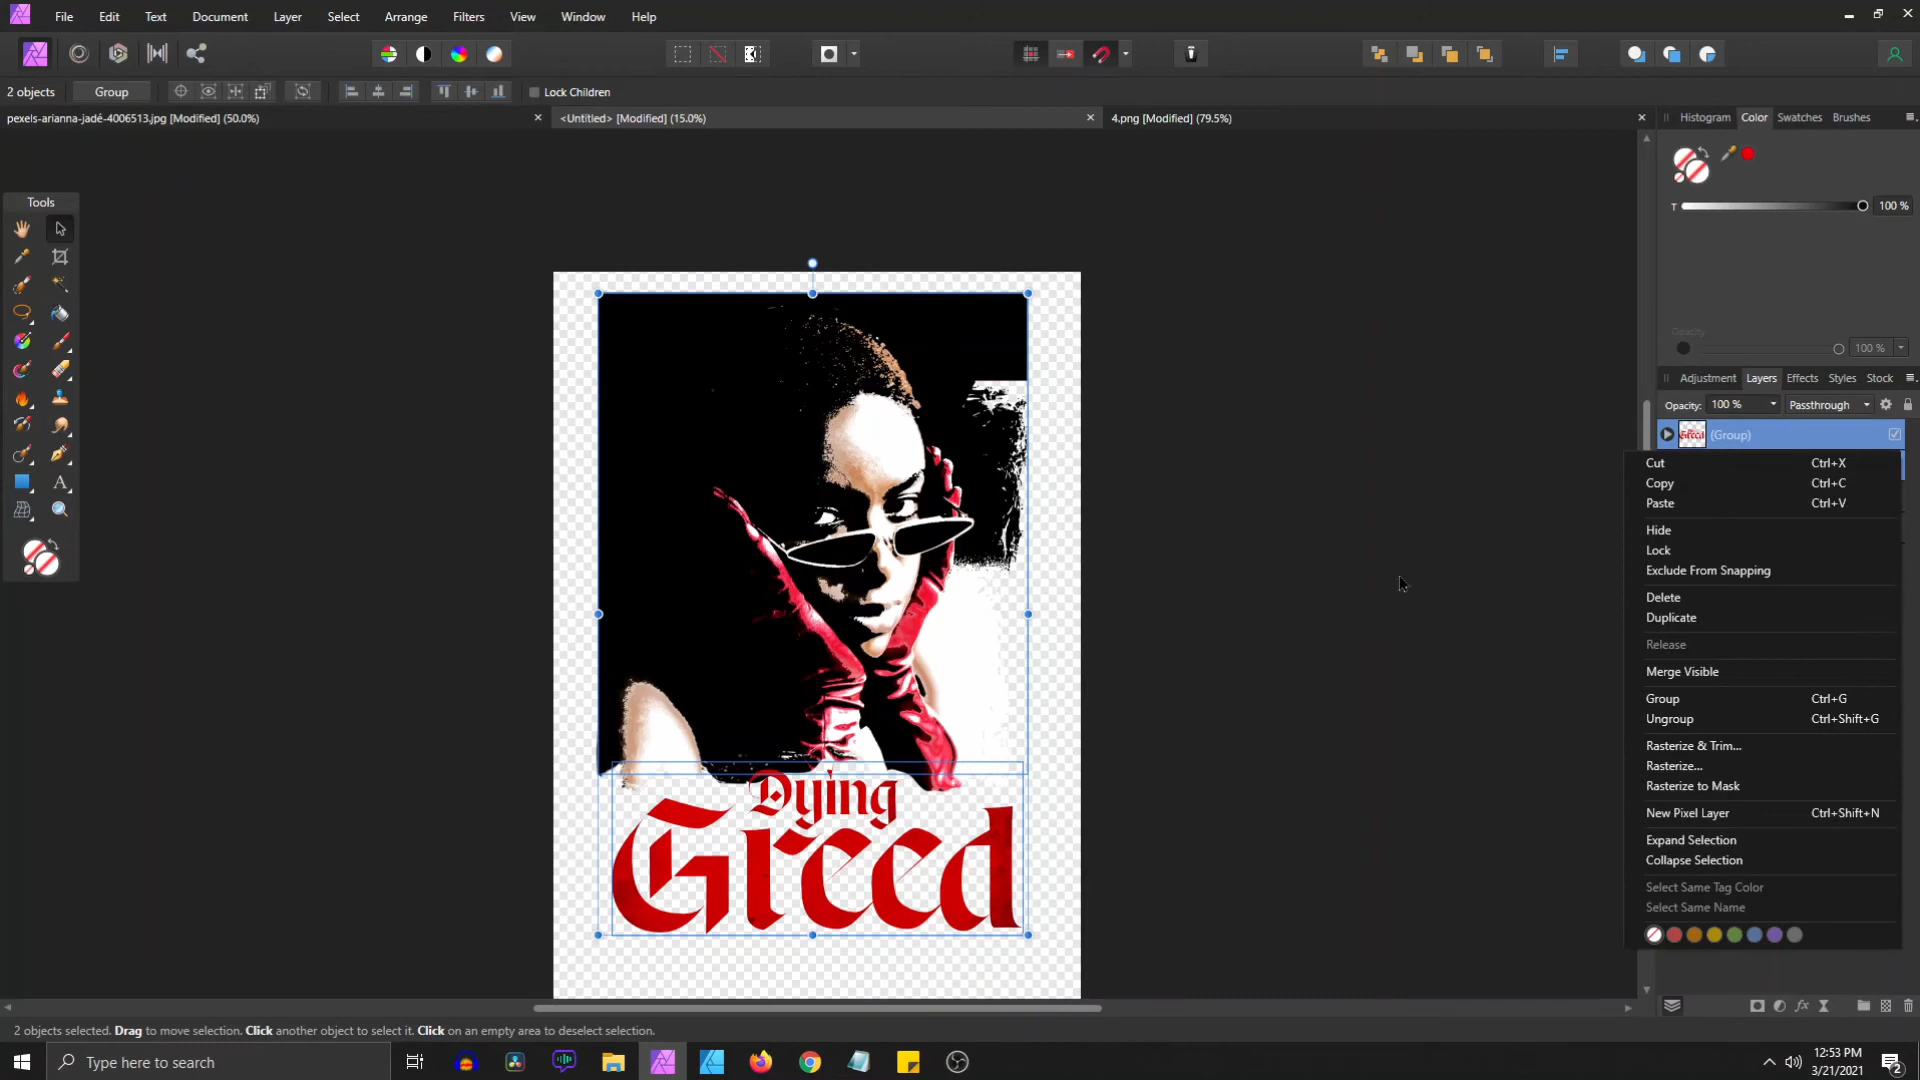 File Edit Text Document Layer Select Arrange Filters View Window Help
2 objects Group Lock Children
pexels-arianna-jadé-4006513.jpg [Modified] (50.0%)
<Untitled> [Modified] (15.0%)
4.png [Modified] (79.5%)
Histogram Color Swatches Brushes
Tools
T 100 %
Opacity
100 %
Adjustment Layers Effects Styles Stock
Opacity: 100 % Passthrough
Greed (Group)
Cut Ctrl+X
Copy Ctrl+C
Paste Ctrl+V
Hide
Lock
Exclude From Snapping
Delete
Duplicate
Release
Merge Visible
Group Ctrl+G
Ungroup Ctrl+Shift+G
Rasterize & Trim...
Rasterize...
Rasterize to Mask
New Pixel Layer Ctrl+Shift+N
Expand Selection
Collapse Selection
Select Same Tag Color
Select Same Name
Dying
Greed
2 objects selected. Drag to move selection. Click another object to select it. Click on an empty area to deselect selection.
Type here to search
12:53 PM
3/21/2021
2